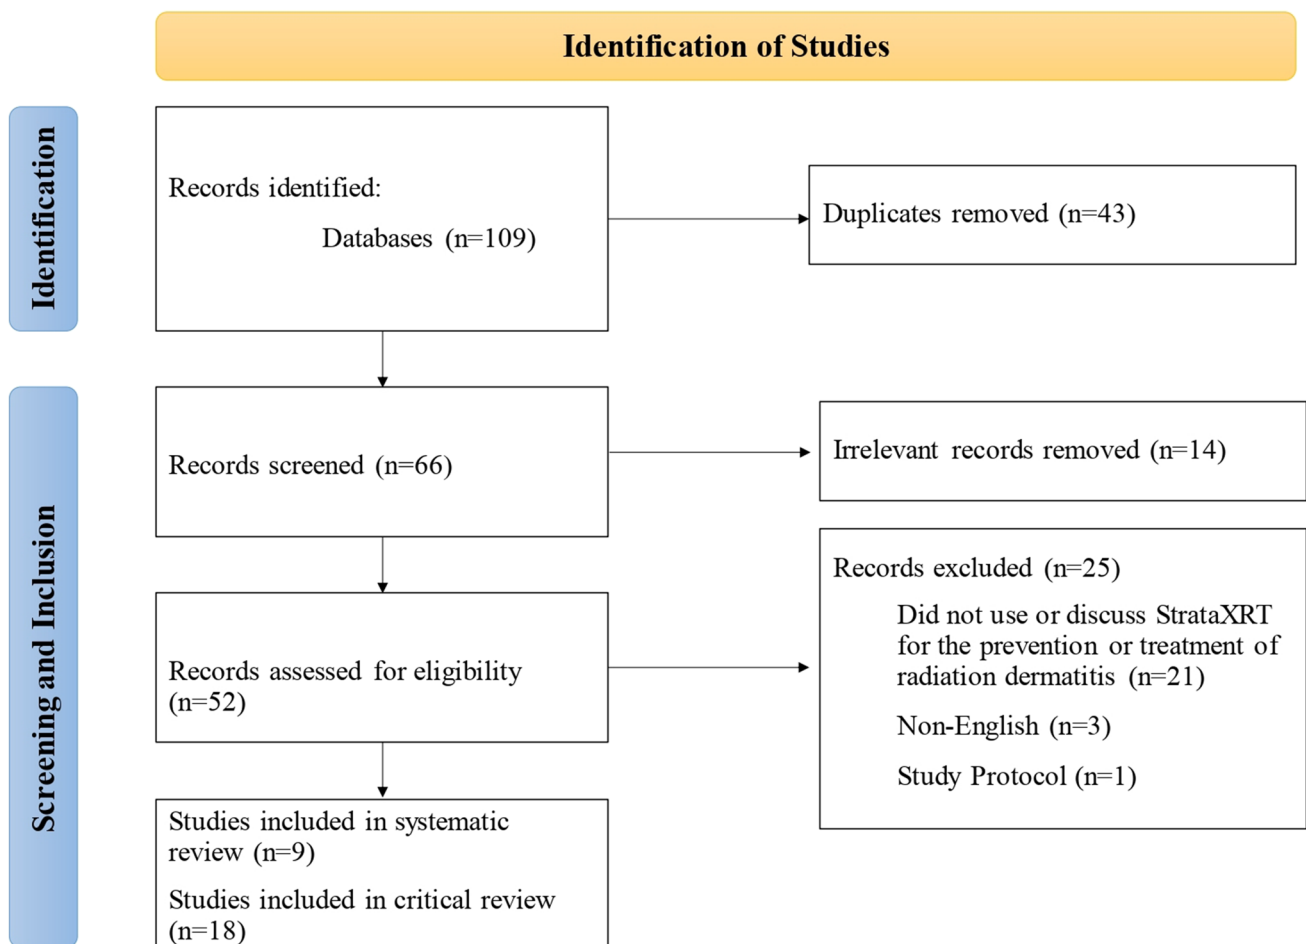 Identification of Studies
Identification
Records identified:
Databases (n=109)
Duplicates removed (n=43)
Screening and Inclusion
Records screened (n=66)
Irrelevant records removed (n=14)
Records assessed for eligibility
(n=52)
Records excluded (n=25)
Did not use or discuss StrataXRT
for the prevention or treatment of
radiation dermatitis (n=21)
Non-English (n=3)
Study Protocol (n=1)
Studies included in systematic
review (n=9)
Studies included in critical review
(n=18)